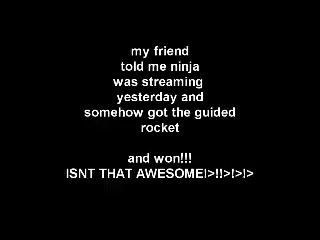 my friend
told me ninja
was streaming
yesterday and
somehow got the guided
rocket
and won!!!
ISNT THAT AWESOME!>!!>!>!>